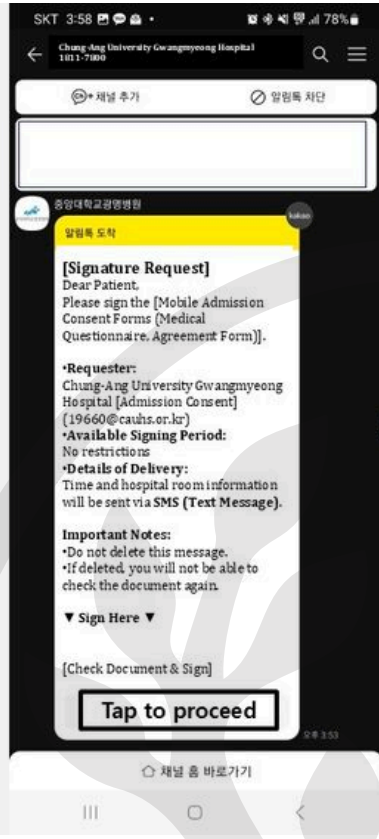 SKT 3:58
78%
Chung-Ang University Gwangmyeong Hospital
1811-7800
채널 추가
알림톡 차단
중앙대학교광명병원
kakao
알림톡 도착
[Signature Request]
Dear Patient,
Please sign the [Mobile Admission
Consent Forms (Medical
Questionnaire, Agreement Form)].
•Requester:
Chung-Ang University Gwangmyeong
Hospital [Admission Consent]
(19660@cauhs.or.kr)
•Available Signing Period:
No restrictions
•Details of Delivery:
Time and hospital room information
will be sent via SMS (Text Message).
Important Notes:
•Do not delete this message.
•If deleted, you will not be able to
check the document again.
▼ Sign Here ▼
[Check Document & Sign]
Tap to proceed
오후 3:53
채널 홈 바로가기